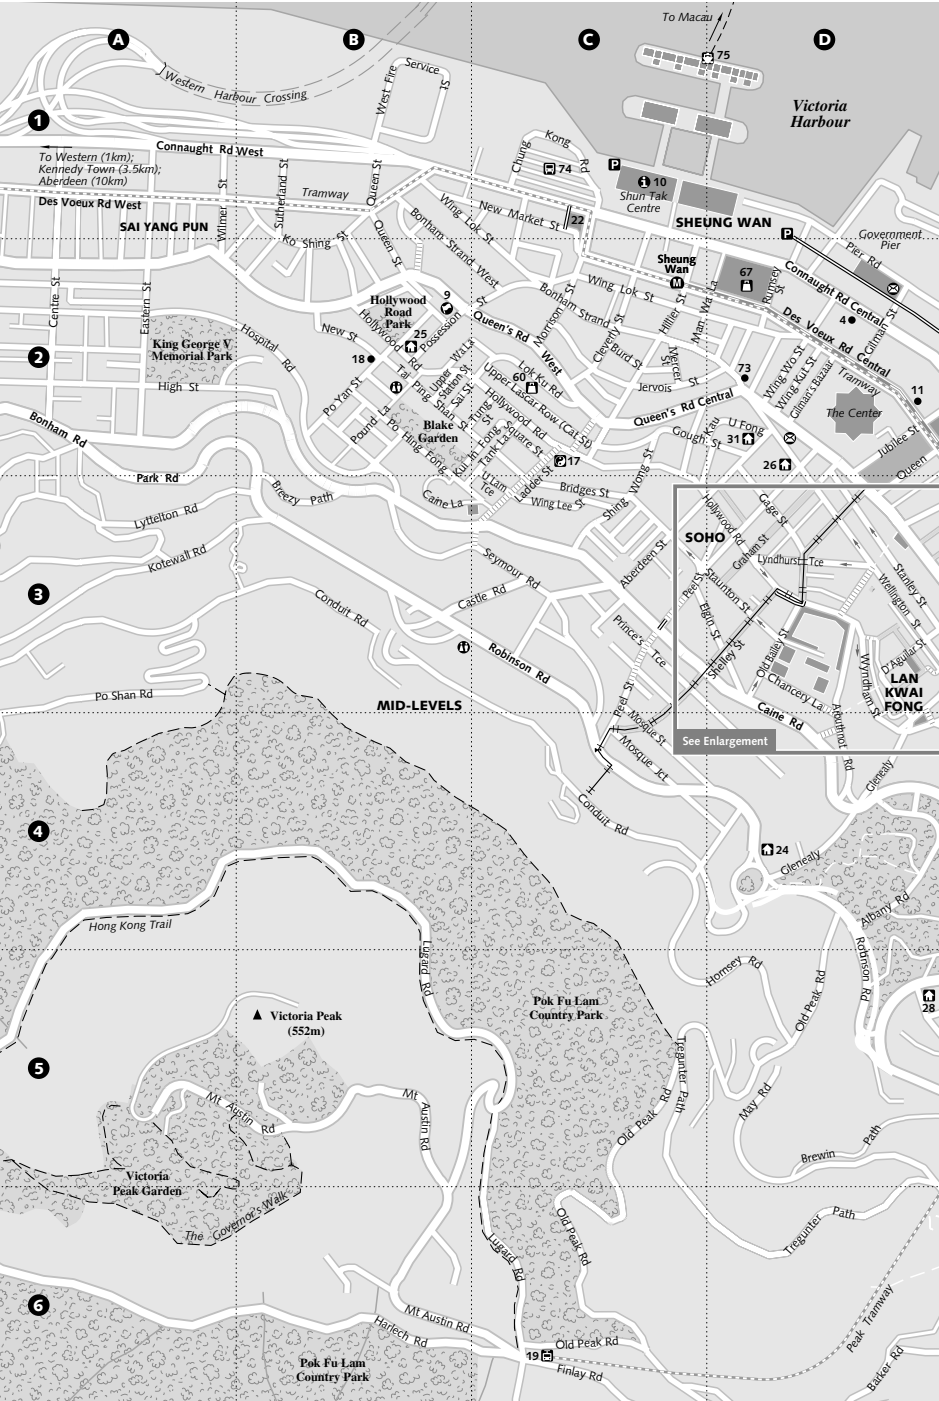 A
B
C
D
To Macau
75
Western Harbour Crossing
West Fire
Service
St
Victoria
Harbour
1
Connaught Rd West
To Western (1km);
Kennedy Town (3.5km);
Aberdeen (10km)
Chung
Kong
Rd
74
P
10
Shun Tak
Centre
Des Voeux Rd West
Wilmer
St
Sutherland St
Tramway
Queen St
Wing Lok St
New Market St
22
SHEUNG WAN
SAI YANG PUN
Ko Shing St
Queen St
Bonham Strand West
P
Government
Pier
Pier Rd
Sheung
Wan
M
67
Rumsey
St
Connaught Rd Central
Centre St
Eastern St
Hollywood
Road
Park
9
Possession
St
Queen's Rd
West
Morrison
St
Wing Lok St
Bonham Strand
Cleverly St
Hillier St
Man Wa La
4
Gilman St
Des Voeux Rd Central
King George V
Memorial Park
Hospital Rd
New St
Hollywood
Rd
25
18
2
High St
Po Yan St
Tai Ping Shan St
Upper
Station St
Wa La
Sai St
Tung
St
60
Lok Ku Rd
Upper Lascar Row (Cat St)
Hollywood Rd
Square St
Burd St
Mercer
St
Jervois
St
73
Queen's Rd Central
Wing Wo St
Wing Kut St
Gilman's Bazaar
Tramway
11
The Center
Bonham Rd
Pound La
Blake
Garden
Po Hing Fong
Kui In Fong
Tank La
U Lam
Tce
Ladder St
17
Gough St
Kau
U Fong
31
26
Jubilee St
Queen
Park Rd
Breezy Path
Caine La
Bridges St
Wing Lee St
Shing Wong St
Lyttelton Rd
Kotewall Rd
SOHO
Hollywood Rd
Gage St
Graham St
Lyndhurst Tce
Stanley St
Wellington St
Aberdeen St
Peel St
Staunton St
Elgin St
3
Seymour Rd
Castle Rd
Conduit Rd
Robinson Rd
Prince's Tce
Shelley St
Old Bailey St
Chancery La
Wyndham St
D'Aguilar St
LAN
KWAI
FONG
Po Shan Rd
MID-LEVELS
Peel St
Mosque St
Mosque Jct
Caine Rd
Arbuthnot
Rd
See Enlargement
Glenealy
Conduit Rd
4
24
Glenealy
Albany Rd
Hong Kong Trail
Lugard Rd
Robinson Rd
Hornsey Rd
Old Peak Rd
28
Pok Fu Lam
Country Park
Victoria Peak
(552m)
5
Tregunter Path
Mt Austin Rd
Mt Austin Rd
Old Peak Rd
May Rd
Brewin Path
Victoria
Peak Garden
The Governor's Walk
Old Peak Rd
Tregunter Path
Lugard Rd
6
Mt Austin Rd
Harlech Rd
Old Peak Rd
19
Finlay Rd
Peak Tramway
Barker Rd
Pok Fu Lam
Country Park